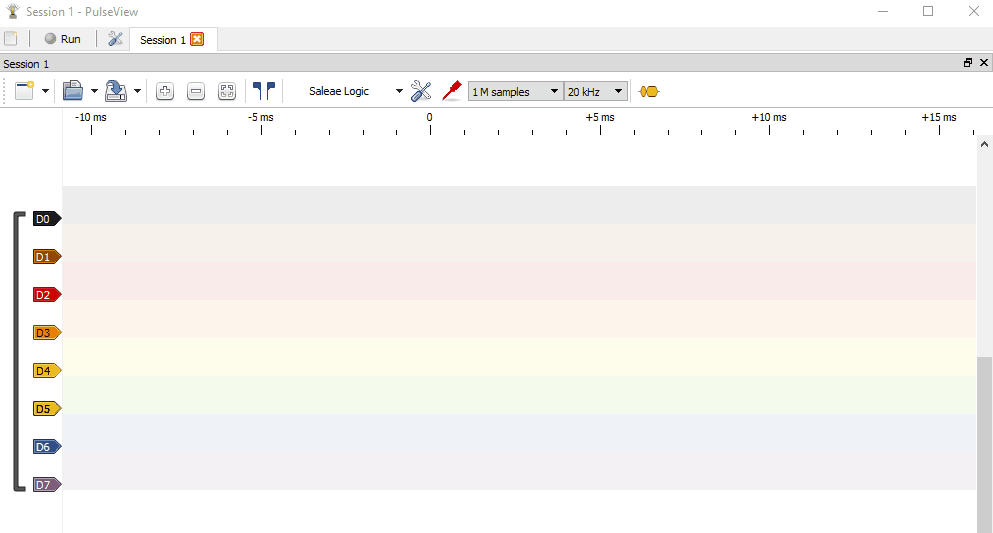 Session 1 - PulseView
Run
Session 1
Session 1
Saleae Logic
1 M samples
20 kHz
-10 ms -5 ms 0 +5 ms +10 ms +15 ms
D0
D1
D2
D3
D4
D5
D6
D7